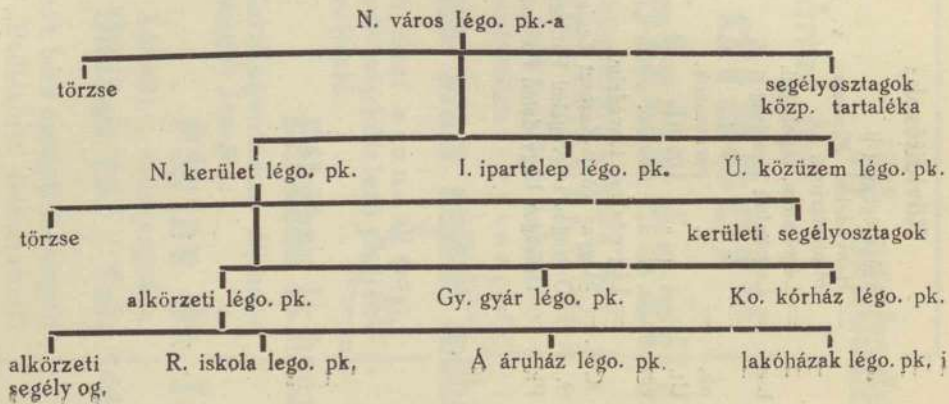 N. város légo. pk.-a
törzse
segélyosztagok
közp. tartaléka
N. kerület légo. pk.
I. ipartelep légo. pk.
Ű. közüzem légo. pk.
törzse
kerületi segélyosztagok
alkörzeti légo. pk.
Gy. gyár légo. pk.
Ko. kórház légo. pk.
alkörzeti
segély og,
R. iskola lego. pk,
Á áruház légo. pk.
lakóházak légo. pk, i